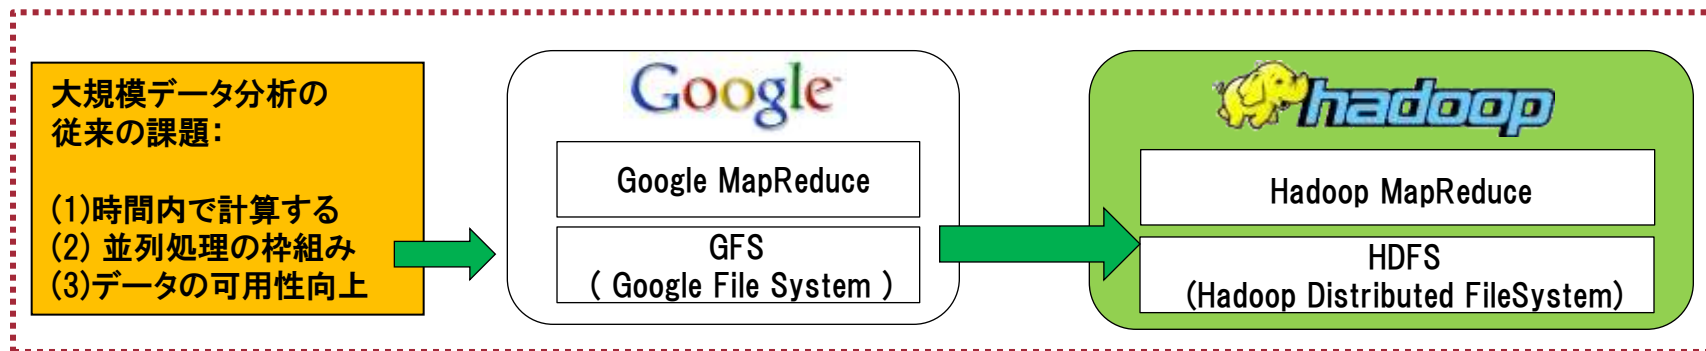 大規模データ分析の
従来の課題:
(1)時間内で計算する
(2) 並列処理の枠組み
(3)データの可用性向上
Google
Google MapReduce
GFS
( Google File System )
hadoop
Hadoop MapReduce
HDFS
(Hadoop Distributed FileSystem)